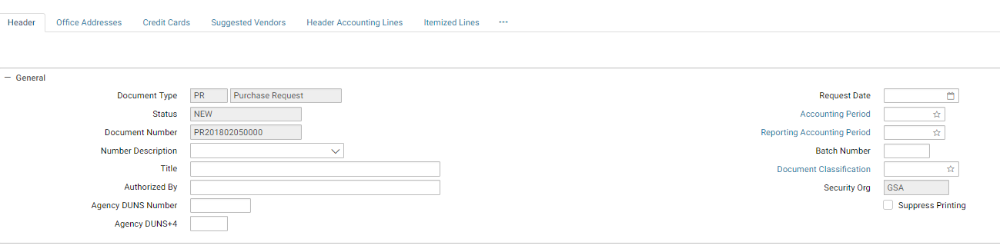 Header Office Addresses Credit Cards Suggested Vendors Header Accounting Lines Itemized Lines ...
General
Document Type PR Purchase Request Request Date
Status NEW Accounting Period
Document Number PR201802050000 Reporting Accounting Period
Number Description Batch Number
Title Document Classification
Authorized By Security Org GSA
Agency DUNS Number Suppress Printing
Agency DUNS+4